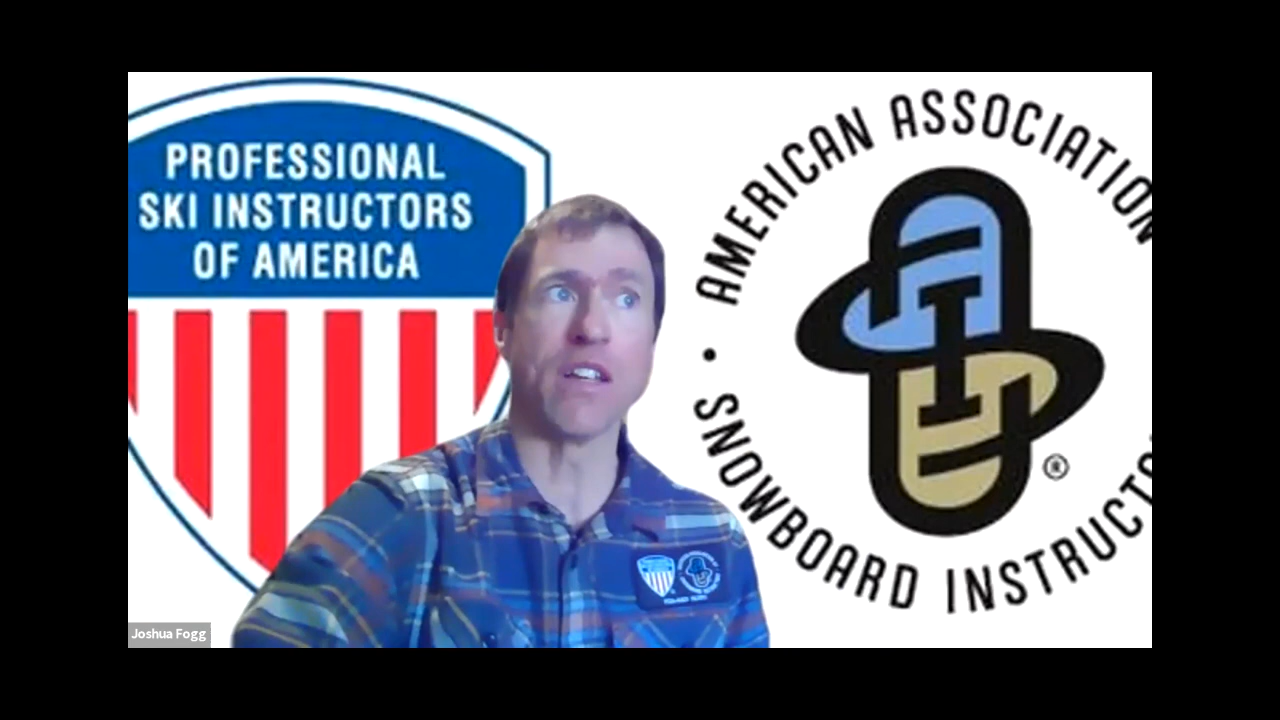 PROFESSIONAL
SKI INSTRUCTORS
OF AMERICA
AMERICAN ASSOCIATION
• SNOWBOARD INSTRUCTO
®
Joshua Fogg